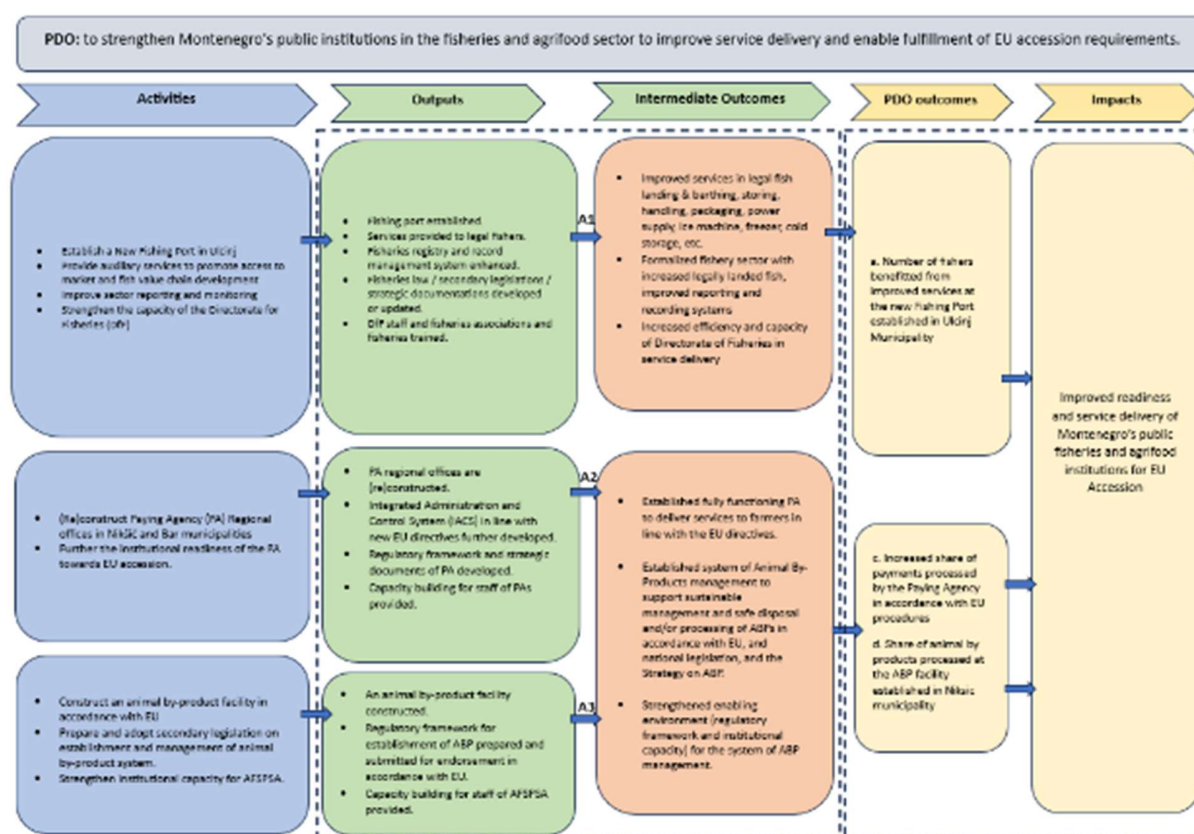 PDO: to strengthen Montenegro's public institutions in the fisheries and agrifood sector to improve service delivery and enable fulfillment of EU accession requirements.
Activities
Outputs
Intermediate Outcomes
PDO outcomes
Impacts
• Establish a New Fishing Port in Ulcinj
• Provide auxiliary services to promote access to
market and fish value chain development
• Improve sector reporting and monitoring
• Strengthen the capacity of the Directorate for
Fisheries (DfF)
• Fishing port established.
• Services provided to legal fishers.
• Fisheries registry and record
management system enhanced.
• Fisheries law / secondary legislations /
strategic documentations developed
or updated.
• DfF staff and fisheries associations and
fisheries trained.
A1
• Improved services in legal fish
landing & barthing, storing,
handling, packaging, power
supply, ice machine, freezer, cold
storage, etc.
• Formalized fishery sector with
increased legally landed fish,
improved reporting and
recording systems
• Increased efficiency and capacity
of Directorate of Fisheries in
service delivery
a. Number of fishers
benefitted from
improved services at
the new Fishing Port
established in Ulcinj
Municipality
Improved readiness
and service delivery of
Montenegro's public
fisheries and agrifood
institutions for EU
Accession
• (Re)construct Paying Agency (PA) Regional
offices in Nikšić and Bar municipalities
• Further the institutional readiness of the PA
towards EU accession.
• PA regional offices are
(re)constructed.
• Integrated Administration and
Control System (IACS) in line with
new EU directives further developed.
• Regulatory framework and strategic
documents of PA developed.
• Capacity building for staff of PAs
provided.
A2
• Established fully functioning PA
to deliver services to farmers in
line with the EU directives.
• Established system of Animal By-
Products management to
support sustainable
management and safe disposal
and/or processing of ABPs in
accordance with EU, and
national legislation, and the
Strategy on ABP.
• Strengthened enabling
environment (regulatory
framework and institutional
capacity) for the system of ABP
management.
c. Increased share of
payments processed
by the Paying Agency
in accordance with EU
procedures
d. Share of animal by
products processed at
the ABP facility
established in Niksic
municipality
• Construct an animal by-product facility in
accordance with EU
• Prepare and adopt secondary legislation on
establishment and management of animal
by-product system.
• Strengthen institutional capacity for AFSPSA.
• An animal by-product facility
constructed.
• Regulatory framework for
establishment of ABP prepared and
submitted for endorsement in
accordance with EU.
• Capacity building for staff of AFSPSA
provided.
A3